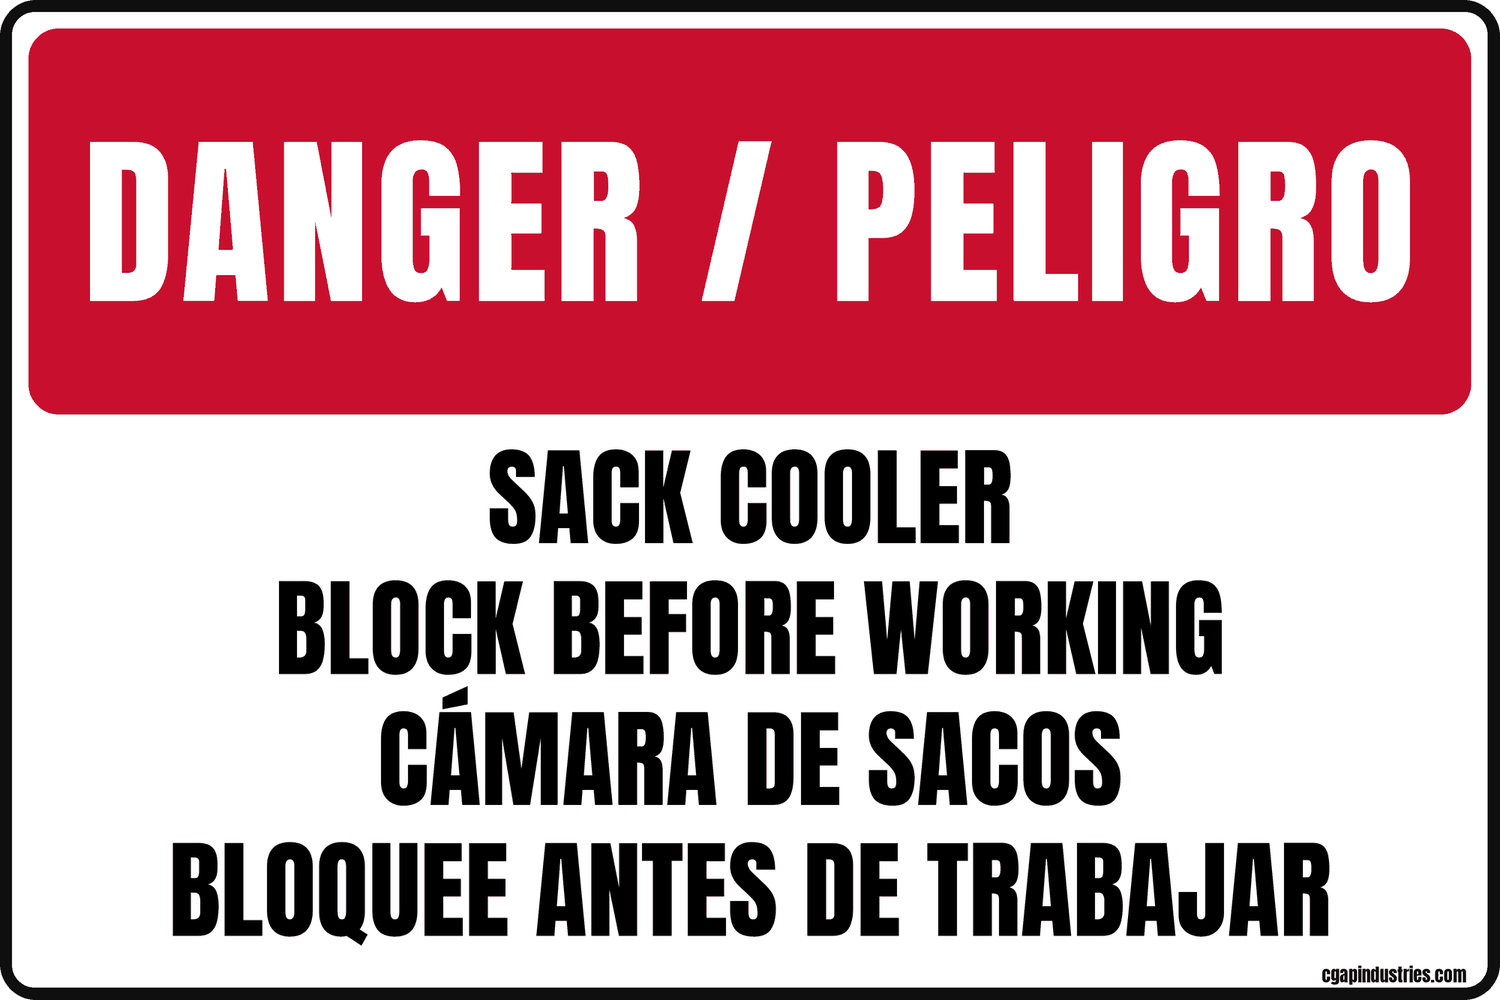 DANGER / PELIGRO
SACK COOLER
BLOCK BEFORE WORKING
CÁMARA DE SACOS
BLOQUEE ANTES DE TRABAJAR
cgapindustries.com